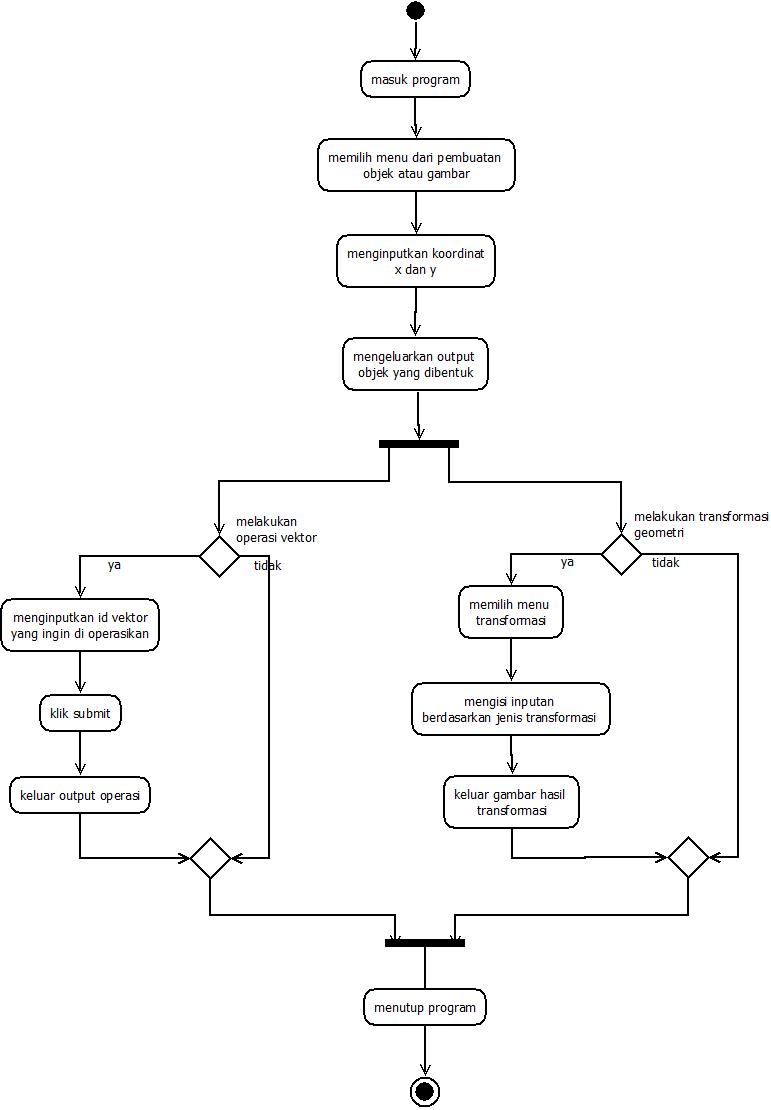 masuk program
memilih menu dari pembuatan
objek atau gambar
menginputkan koordinat
x dan y
mengeluarkan output
objek yang dibentuk
melakukan
operasi vektor
ya
tidak
menginputkan id vektor
yang ingin di operasikan
klik submit
keluar output operasi
melakukan transformasi
geometri
ya
tidak
memilih menu
transformasi
mengisi inputan
berdasarkan jenis transformasi
keluar gambar hasil
transformasi
menutup program